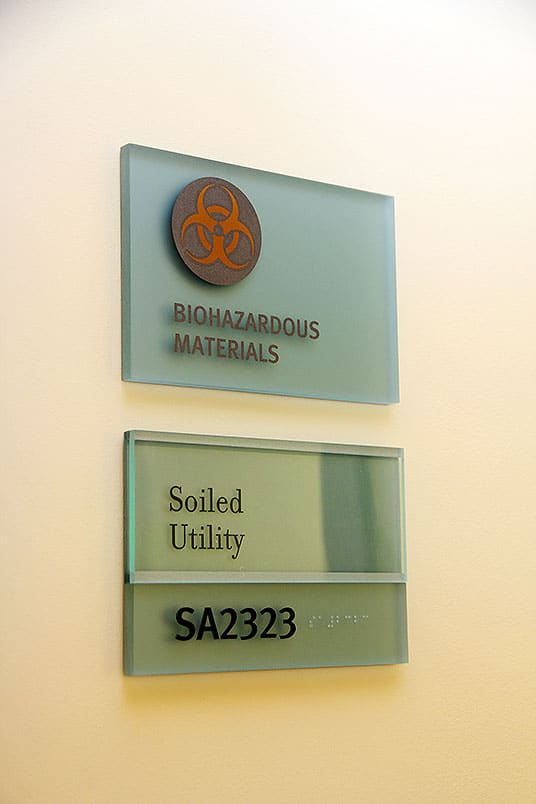 BIOHAZARDOUS
MATERIALS
Soiled
Utility
SA2323